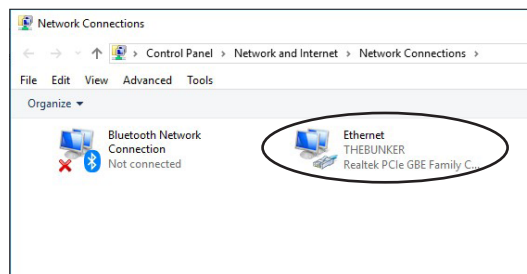 Network Connections
Control Panel > Network and Internet > Network Connections >
File Edit View Advanced Tools
Organize
Bluetooth Network
Connection
Not connected
Ethernet
THEBUNKER
Realtek PCIe GBE Family C...